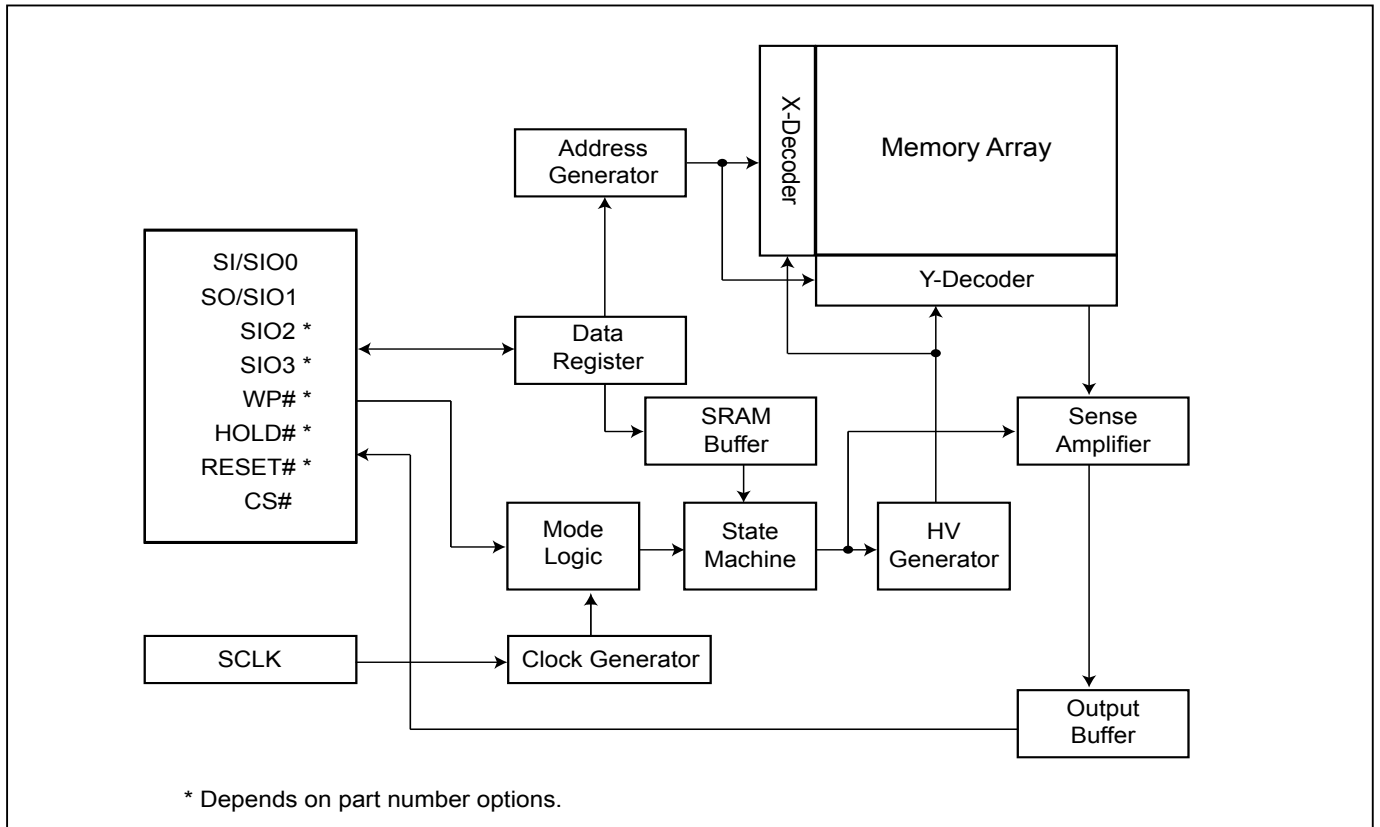 X-Decoder
Memory Array
Address
Generator
Y-Decoder
SI/SIO0
SO/SIO1
SIO2 *
SIO3 *
WP# *
HOLD# *
RESET# *
CS#
Data
Register
SRAM
Buffer
Sense
Amplifier
Mode
Logic
State
Machine
HV
Generator
SCLK
Clock Generator
Output
Buffer
* Depends on part number options.